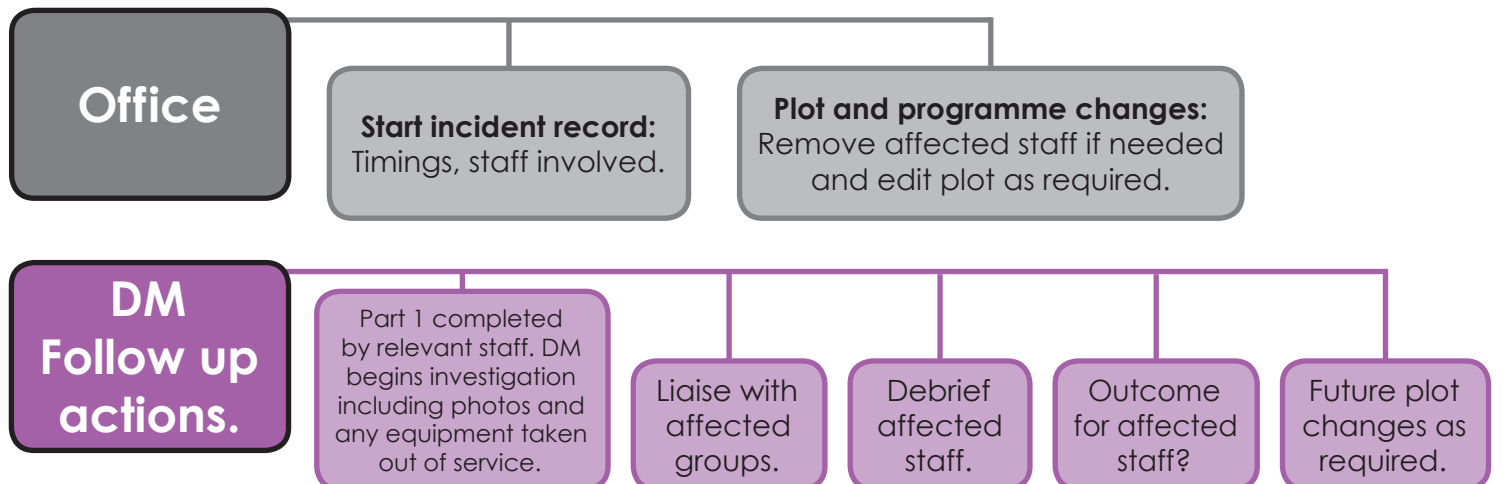 Office
Start incident record:
Timings, staff involved.
Plot and programme changes:
Remove affected staff if needed
and edit plot as required.
DM
Follow up
actions.
Part 1 completed
by relevant staff. DM
begins investigation
including photos and
any equipment taken
out of service.
Liaise with
affected
groups.
Debrief
affected
staff.
Outcome
for affected
staff?
Future plot
changes as
required.